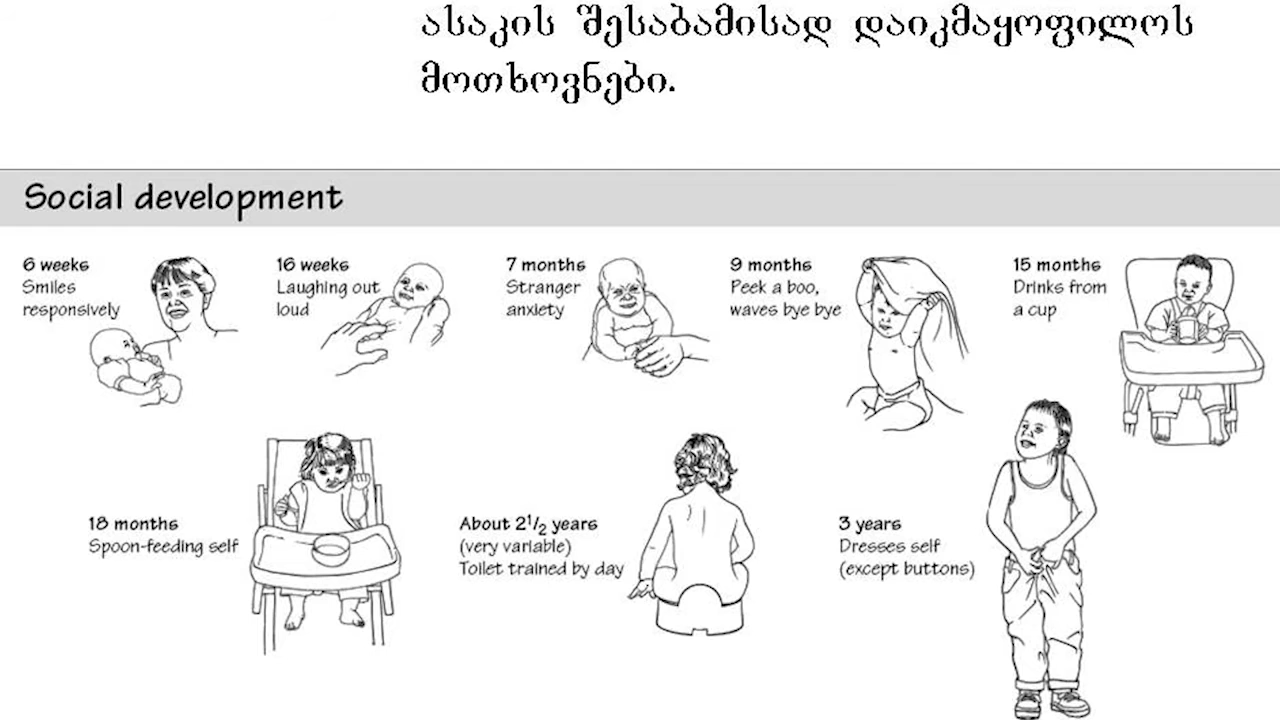 ასაკის შესაბამისად დაიკმაყოფილოს
მოთხოვნები.
Social development
6 weeks
Smiles
responsively
16 weeks
Laughing out
loud
7 months
Stranger
anxiety
9 months
Peek a boo,
waves bye bye
15 months
Drinks from
a cup
18 months
Spoon-feeding self
About 2 1/2 years
(very variable)
Toilet trained by day
3 years
Dresses self
(except buttons)